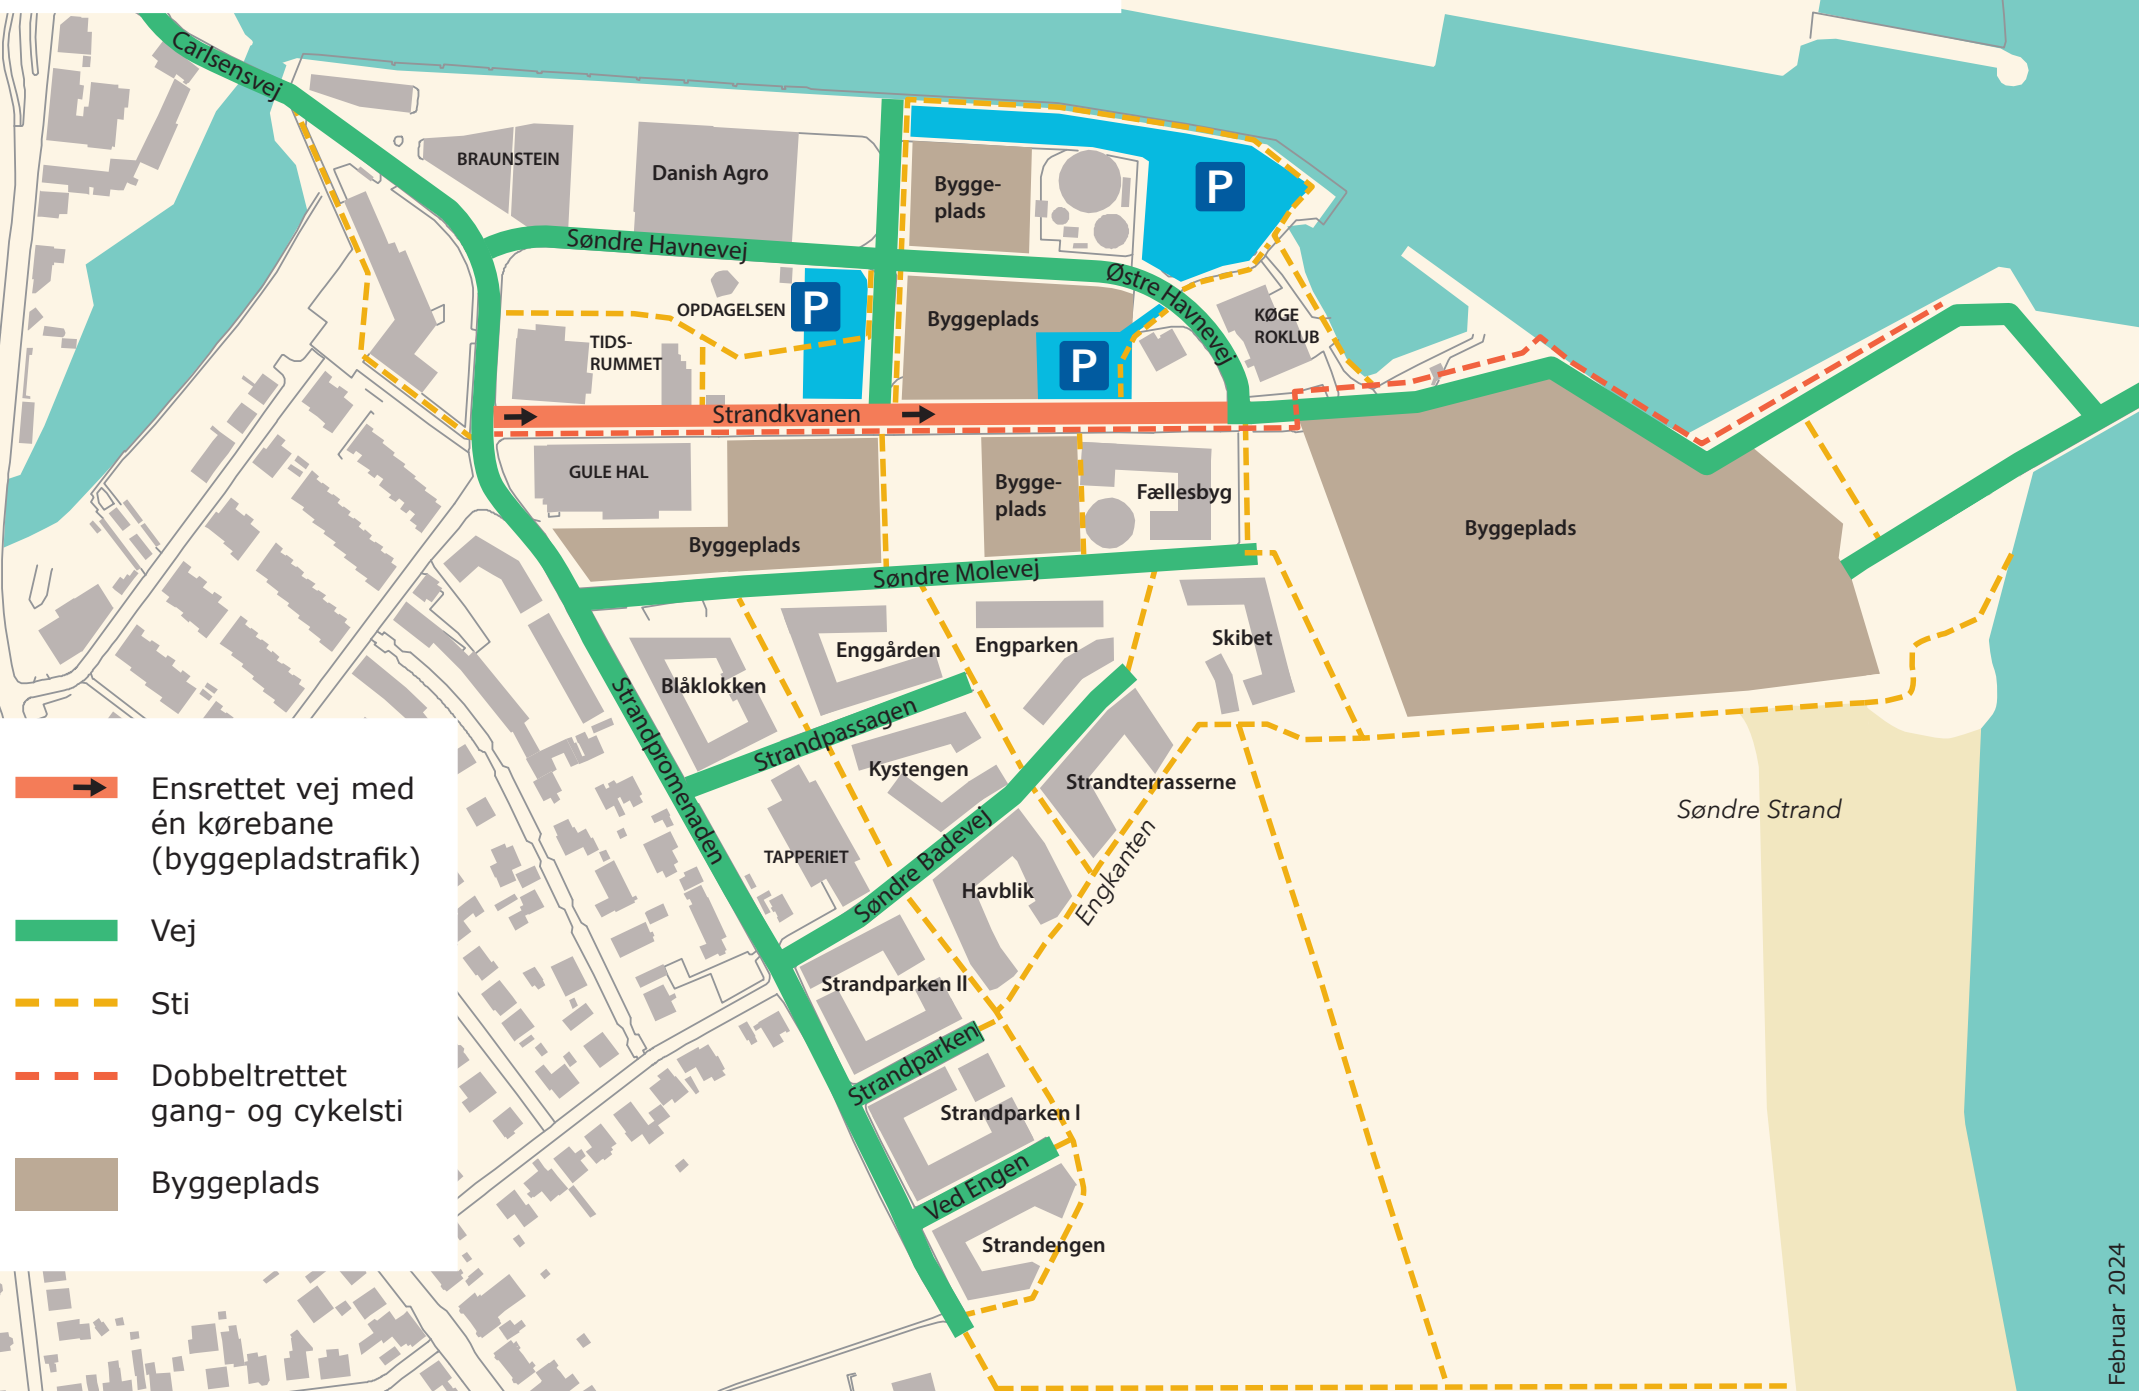 Carlsensvej
BRAUNSTEIN
Danish Agro
Bygge-
plads
P
Søndre Havnevej
Østre Havnevej
OPDAGELSEN
P
Byggeplads
KØGE
ROKLUB
TIDS-
RUMMET
P
Strandkvanen
GULE HAL
Bygge-
plads
Fællesbyg
Byggeplads
Byggeplads
Søndre Molevej
Enggården
Engparken
Skibet
Blåklokken
Strandpromenaden
Strandpassagen
Kystengen
Strandterrasserne
Søndre Strand
TAPPERIET
Søndre Badevej
Havblik
Engkanten
Strandparken II
Strandparken
Strandparken I
Ved Engen
Strandengen
Ensrettet vej med
én kørebane
(byggepladstrafik)
Vej
Sti
Dobbeltrettet
gang- og cykelsti
Byggeplads
Februar 2024